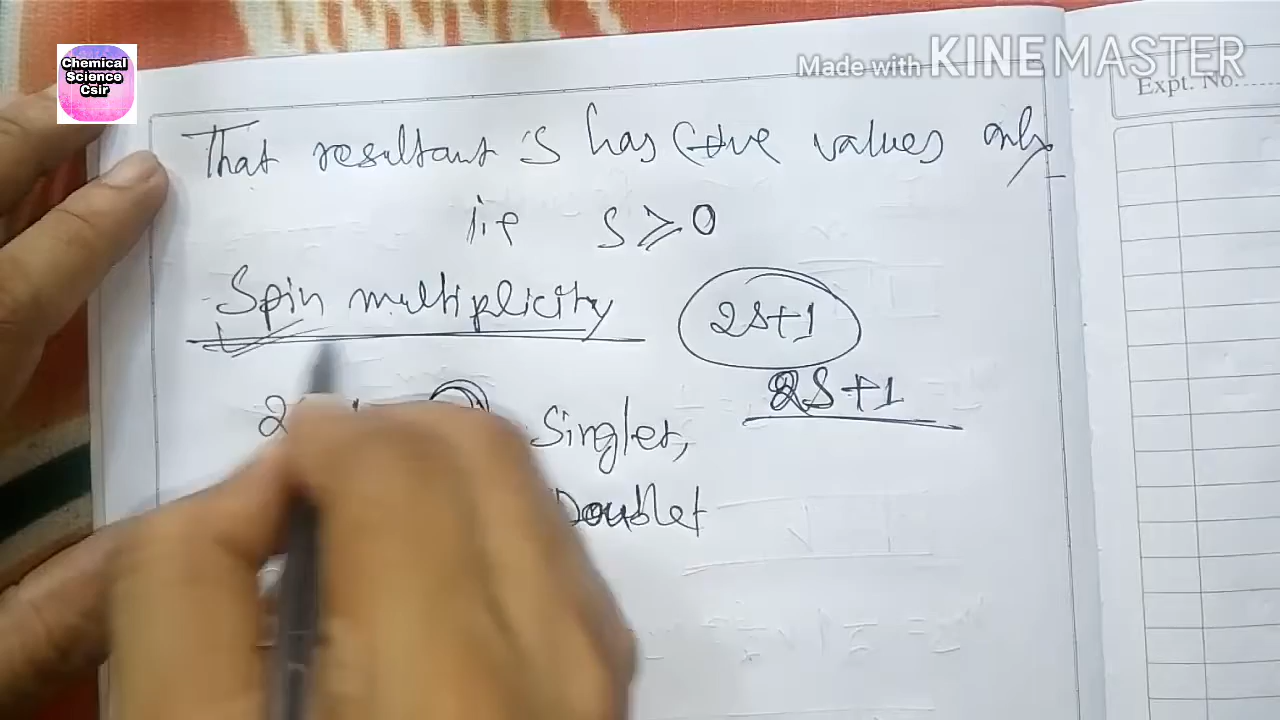 Chemical
Science
Csir
Made with KINEMASTER
Expt. No.....
That resultant S has (+)ve values only
i.e S ≥ 0
Spin multiplicity 2s+1
2S+1
2 Singlet,
Doublet